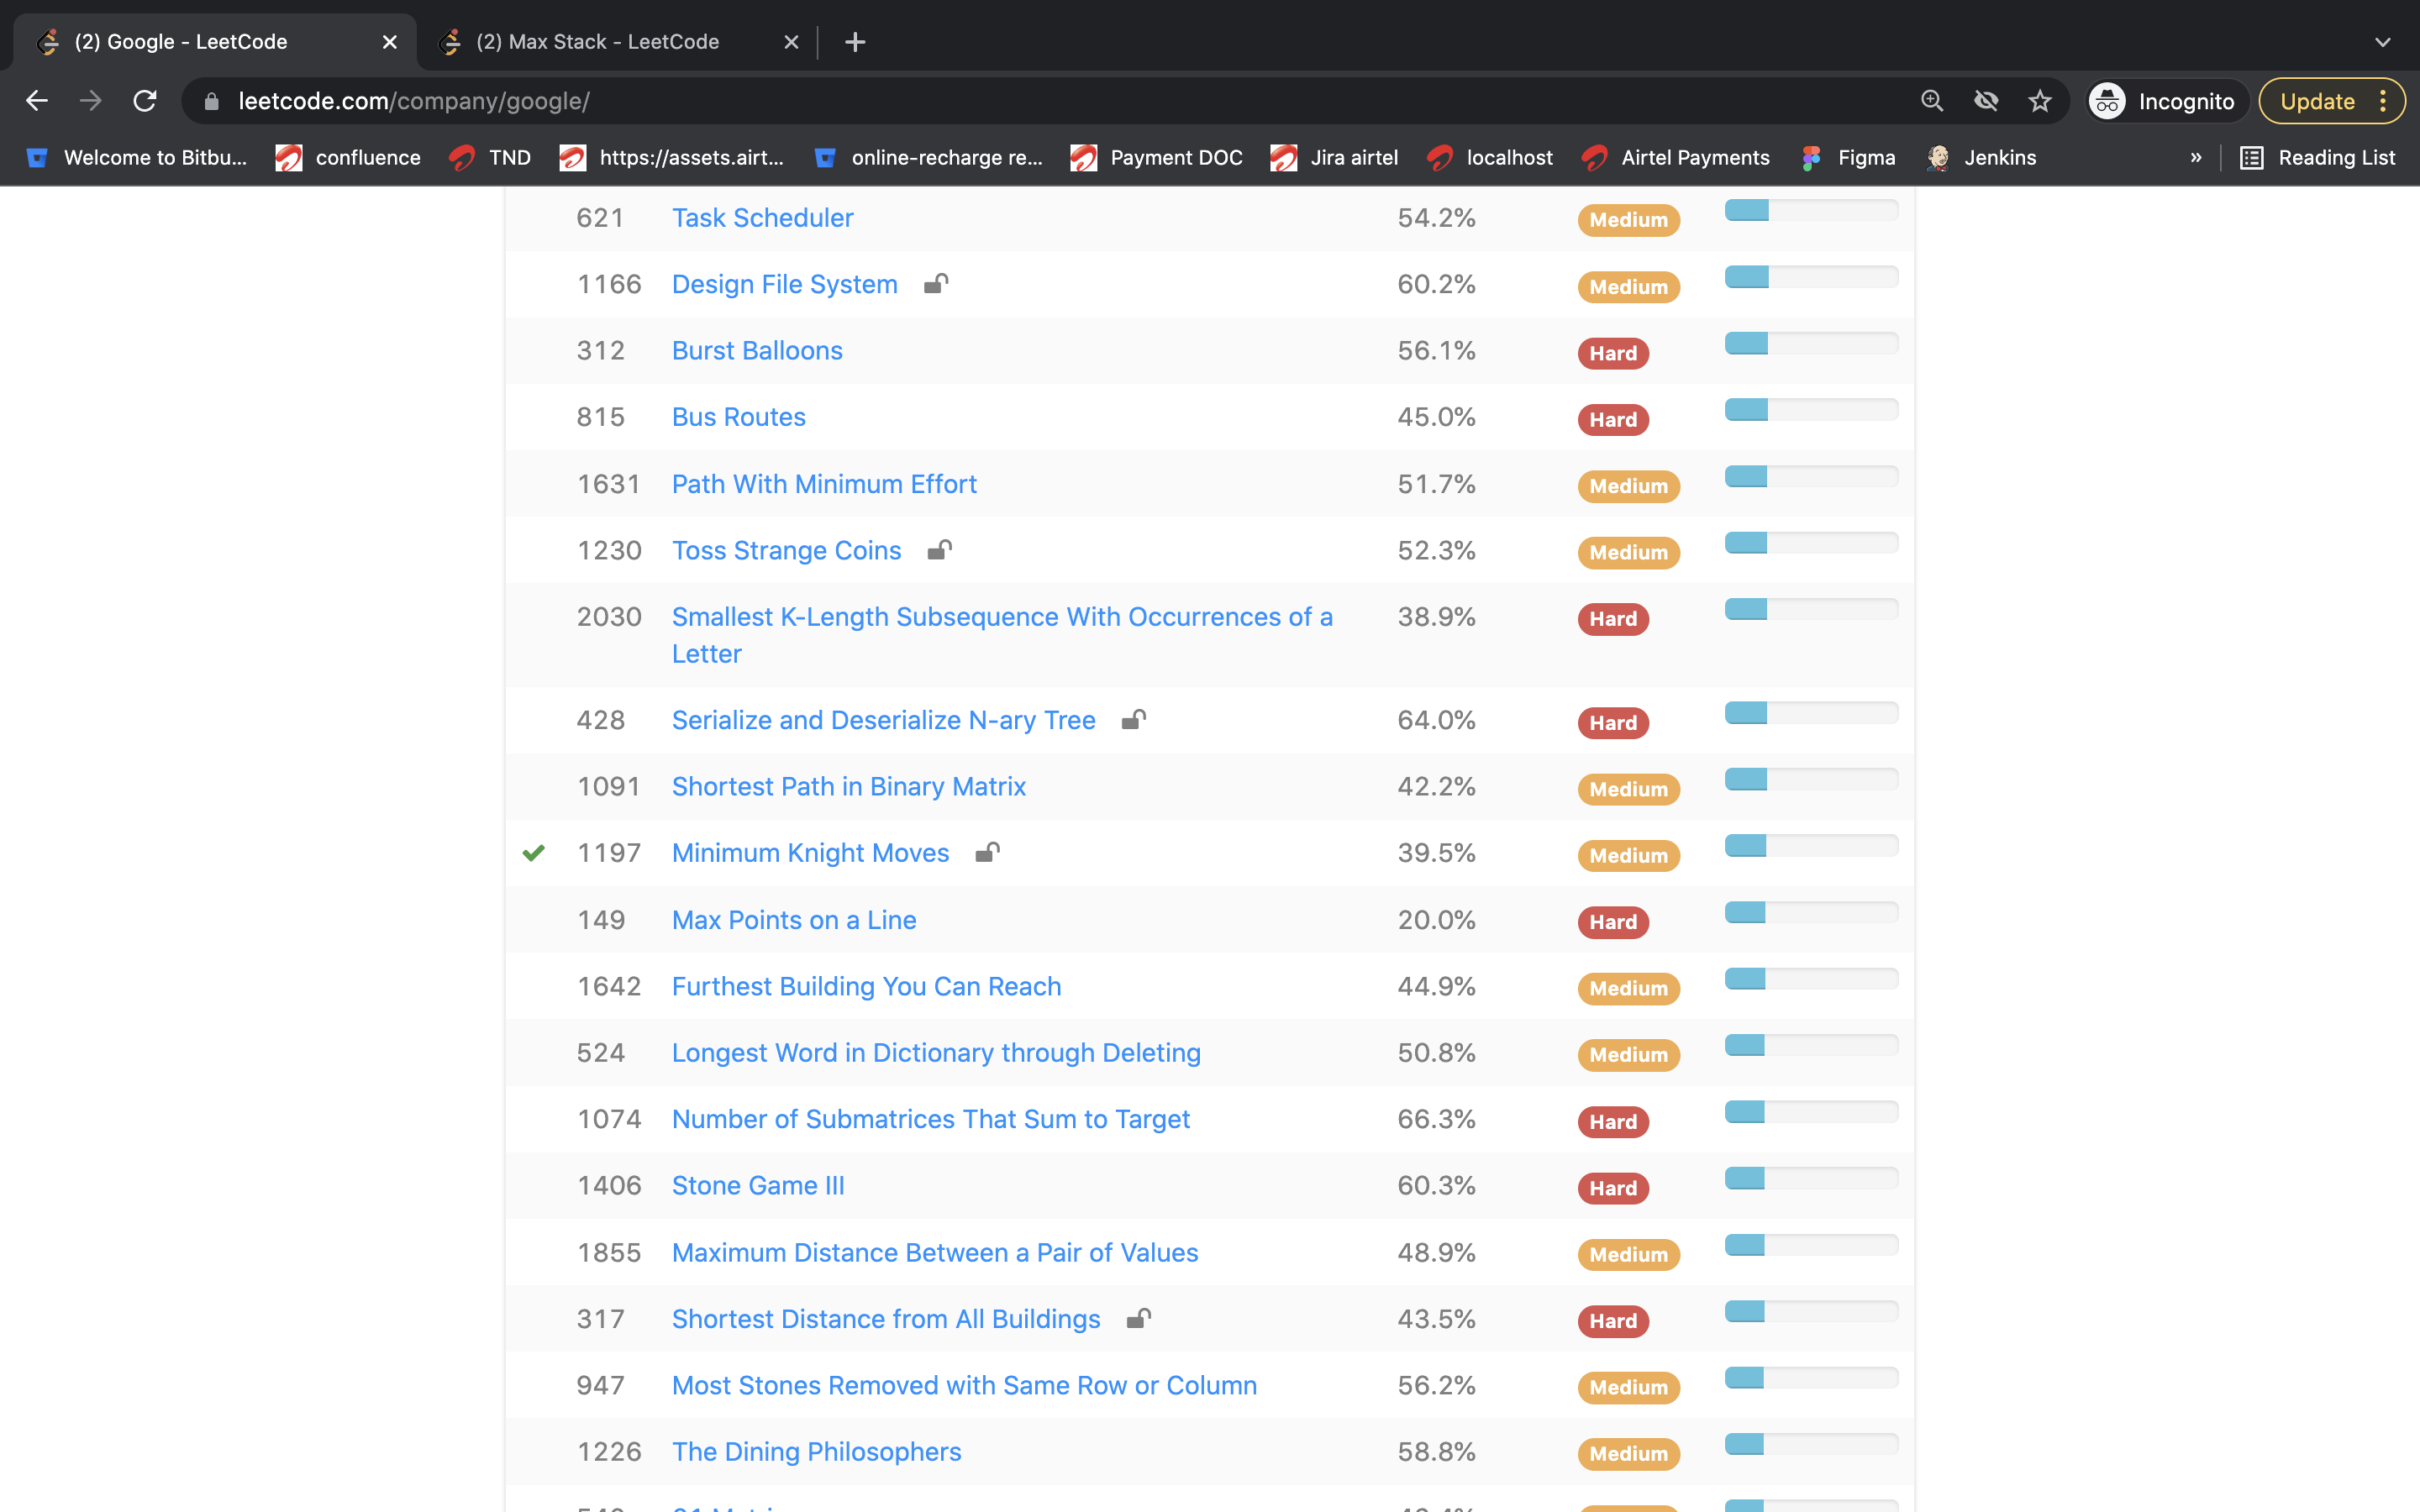 (2) Google - LeetCode
(2) Max Stack - LeetCode
leetcode.com/company/google/
Incognito
Update
Welcome to Bitbu...
confluence
TND
https://assets.airt...
online-recharge re...
Payment DOC
Jira airtel
localhost
Airtel Payments
Figma
Jenkins
»
Reading List
621 Task Scheduler 54.2% Medium
1166 Design File System 60.2% Medium
312 Burst Balloons 56.1% Hard
815 Bus Routes 45.0% Hard
1631 Path With Minimum Effort 51.7% Medium
1230 Toss Strange Coins 52.3% Medium
2030 Smallest K-Length Subsequence With Occurrences of a 38.9% Hard
Letter
428 Serialize and Deserialize N-ary Tree 64.0% Hard
1091 Shortest Path in Binary Matrix 42.2% Medium
1197 Minimum Knight Moves 39.5% Medium
149 Max Points on a Line 20.0% Hard
1642 Furthest Building You Can Reach 44.9% Medium
524 Longest Word in Dictionary through Deleting 50.8% Medium
1074 Number of Submatrices That Sum to Target 66.3% Hard
1406 Stone Game III 60.3% Hard
1855 Maximum Distance Between a Pair of Values 48.9% Medium
317 Shortest Distance from All Buildings 43.5% Hard
947 Most Stones Removed with Same Row or Column 56.2% Medium
1226 The Dining Philosophers 58.8% Medium